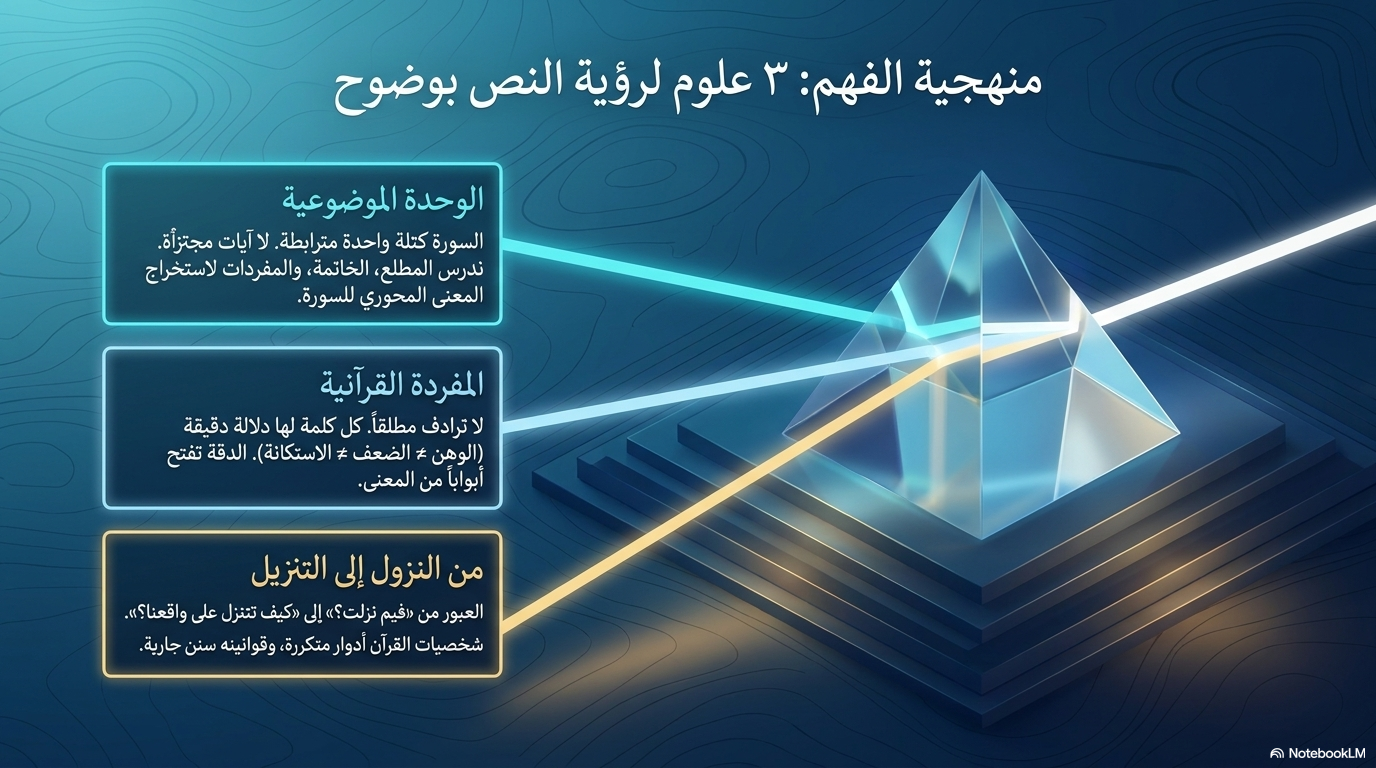 منهجية الفهم: ٣ علوم لرؤية النص بوضوح
الوحدة الموضوعية
السورة كتلة واحدة مترابطة. لا آيات مجتزأة.
ندرس المطلع، الخاتمة، والمفردات لاستخراج
المعنى المحوري للسورة.
المفردة القرآنية
لا ترادف مطلقاً. كل كلمة لها دلالة دقيقة
(الوهن ≠ الضعف ≠ الاستكانة). الدقة تفتح
أبواباً من المعنى.
من النزول إلى التنزيل
العبور من «فيم نزلت؟» إلى «كيف تتنزل على واقعنا؟».
شخصيات القرآن أدوار متكررة، وقوانينه سنن جارية.
NotebookLM